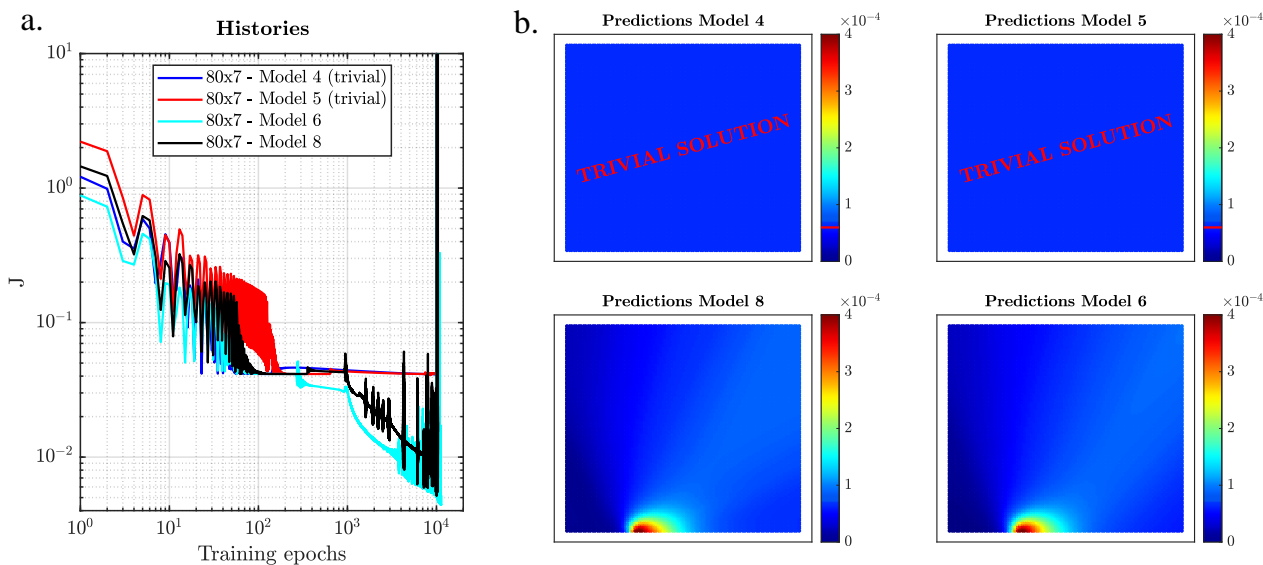 a.
Histories
10^1
10^0
10^-1
10^-2
J
10^0
10^1
10^2
10^3
10^4
Training epochs
80x7 - Model 4 (trivial)
80x7 - Model 5 (trivial)
80x7 - Model 6
80x7 - Model 8
b.
Predictions Model 4
TRIVIAL SOLUTION
×10^-4
4
3
2
1
0
Predictions Model 5
TRIVIAL SOLUTION
×10^-4
4
3
2
1
0
Predictions Model 8
×10^-4
4
3
2
1
0
Predictions Model 6
×10^-4
4
3
2
1
0